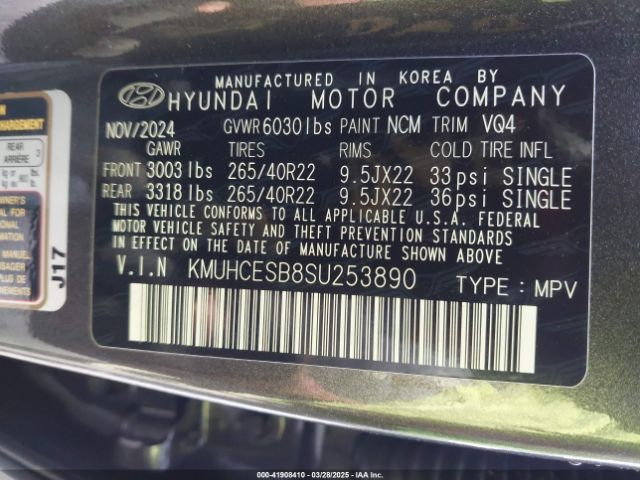 MANUFACTURED IN KOREA BY
HYUNDAI MOTOR COMPANY
NOV/2024 GVWR 6030lbs PAINT NCM TRIM VQ4
GAWR TIRES RIMS COLD TIRE INFL
FRONT 3003lbs 265/40R22 9.5JX22 33psi SINGLE
REAR 3318lbs 265/40R22 9.5JX22 36psi SINGLE
THIS VEHICLE CONFORMS TO ALL APPLICABLE U.S.A. FEDERAL
MOTOR VEHICLE SAFETY AND THEFT PREVENTION STANDARDS
IN EFFECT ON THE DATE OF MANUFACTURE SHOWN ABOVE
V.I.N KMUHCESB8SU253890 TYPE : MPV
REAR
ARRIÈRE
3
J17
000-41908410 | 03/28/2025 | IAA Inc.